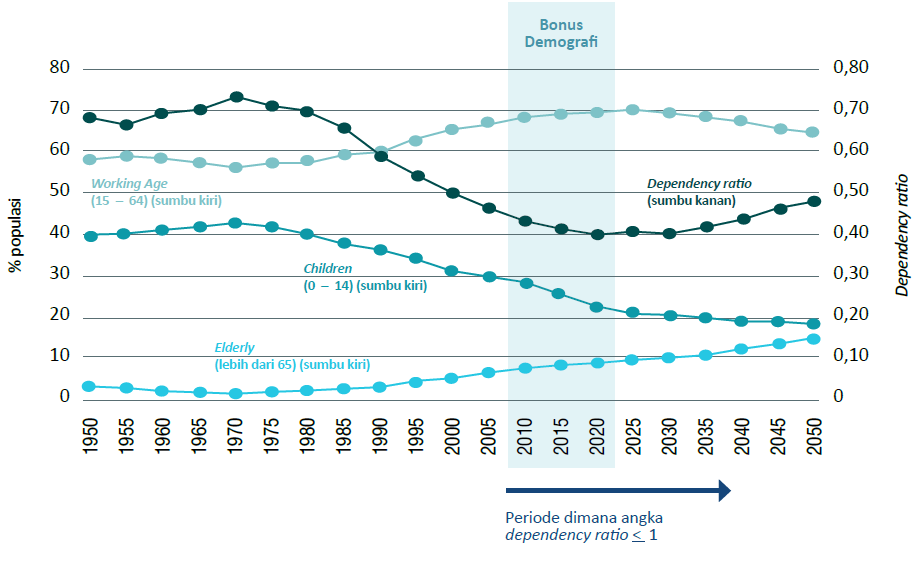 Bonus
Demografi
80
70
60
50
40
30
20
10
0
% populasi
0,80
0,70
0,60
0,50
0,40
0,30
0,20
0,10
0
Dependency ratio
Working Age
(15 – 64) (sumbu kiri)
Dependency ratio
(sumbu kanan)
Children
(0 – 14) (sumbu kiri)
Elderly
(lebih dari 65) (sumbu kiri)
1950
1955
1960
1965
1970
1975
1980
1985
1990
1995
2000
2005
2010
2015
2020
2025
2030
2035
2040
2045
2050
Periode dimana angka
dependency ratio < 1